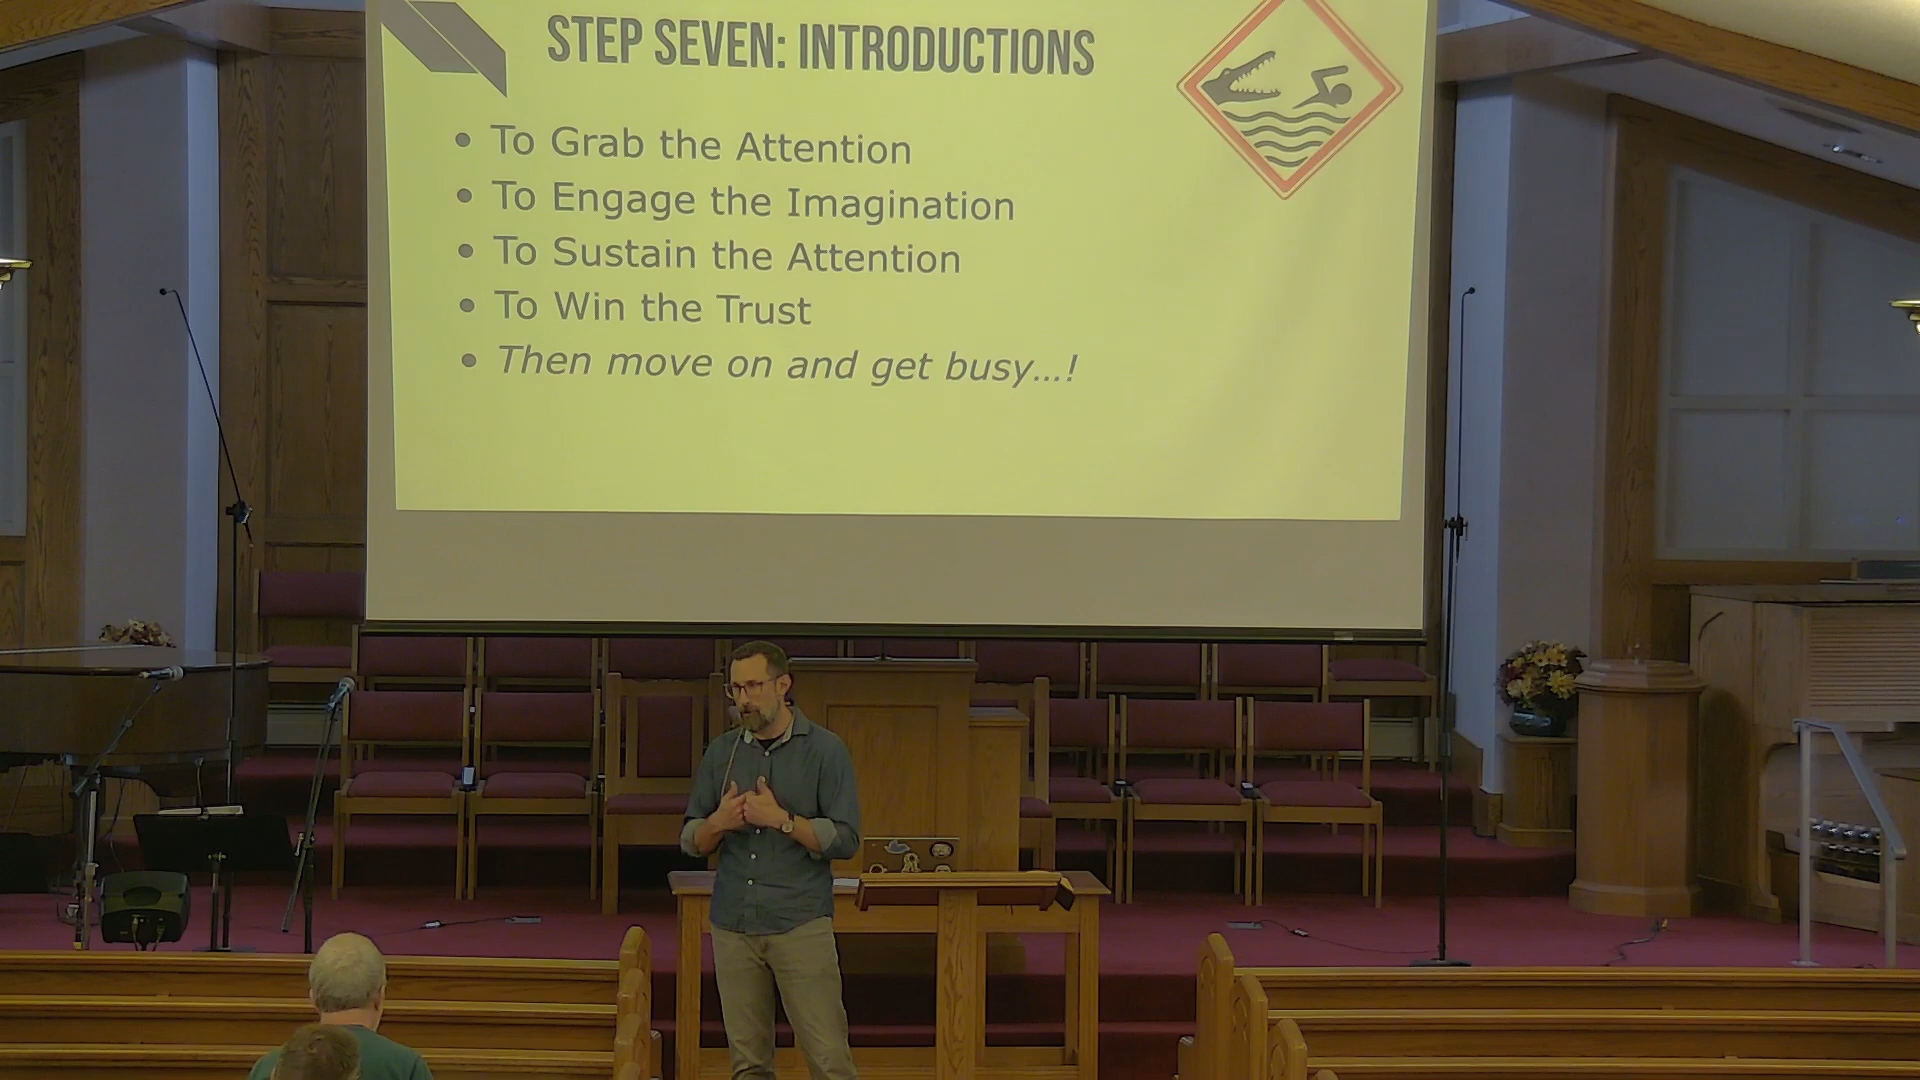 STEP SEVEN: INTRODUCTIONS
• To Grab the Attention
• To Engage the Imagination
• To Sustain the Attention
• To Win the Trust
• Then move on and get busy...!